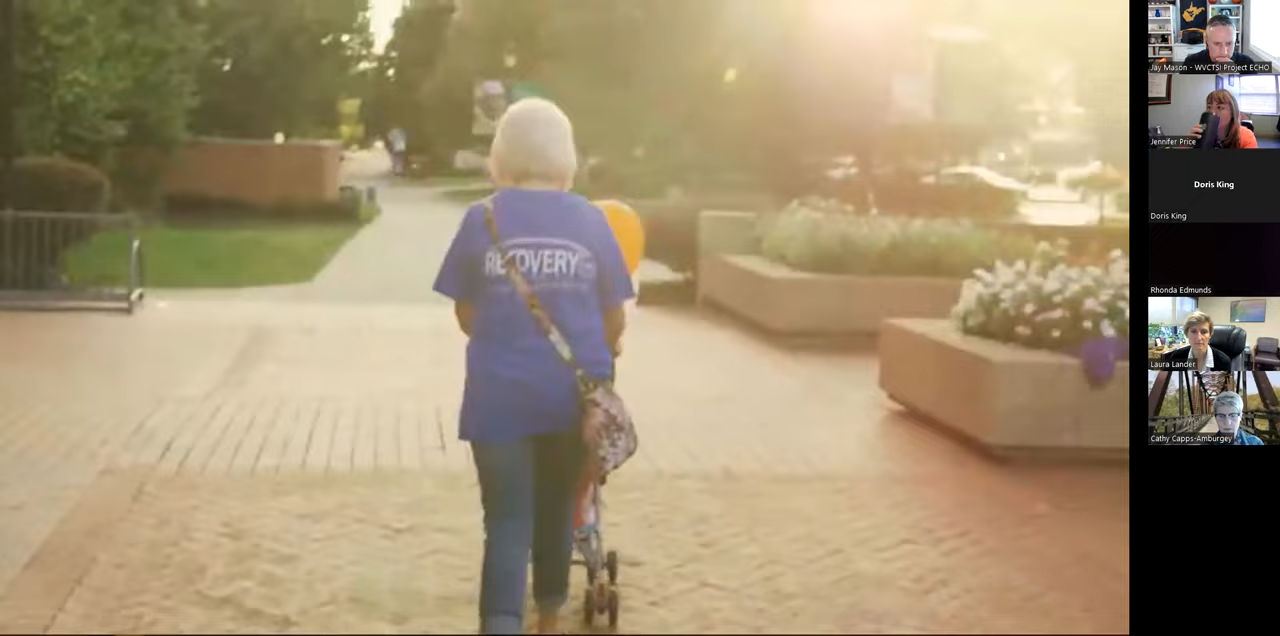 RECOVERY
Jay Mason - WVCTSI Project ECHO
Jennifer Price
Doris King
Doris King
Rhonda Edmunds
Laura Lander
Cathy Capps-Amburgey